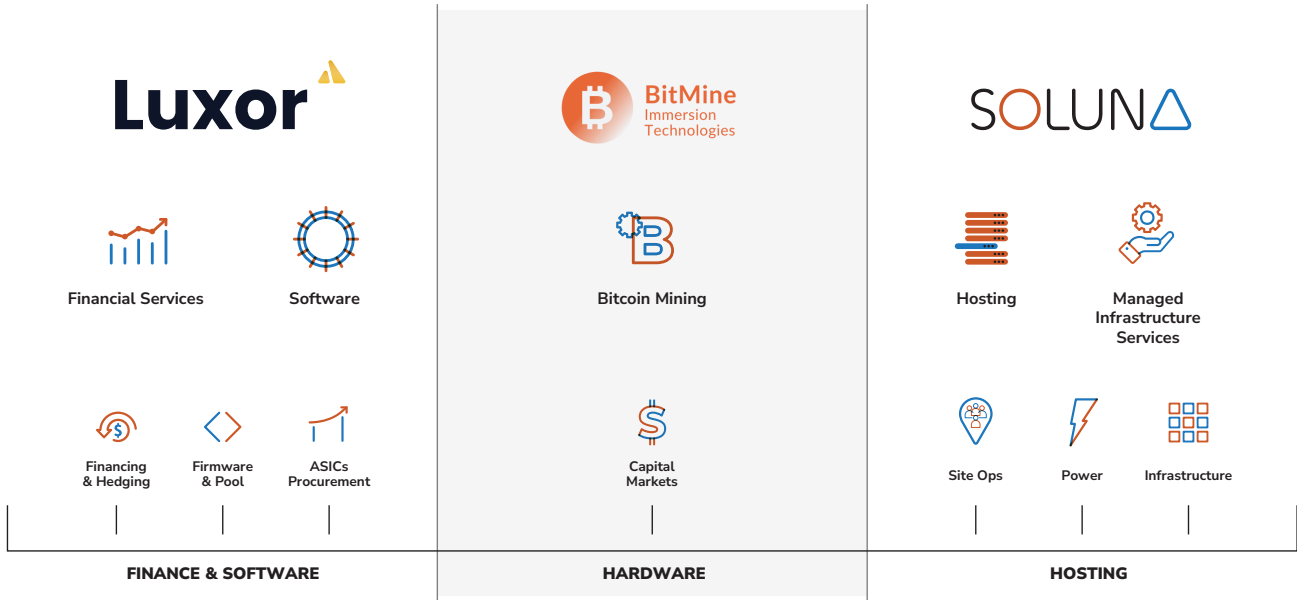 Luxor
Financial Services
Software
Financing
& Hedging
Firmware
& Pool
ASICs
Procurement
FINANCE & SOFTWARE
BitMine
Immersion
Technologies
Bitcoin Mining
Capital
Markets
HARDWARE
SOLUNA
Hosting
Managed
Infrastructure
Services
Site Ops
Power
Infrastructure
HOSTING